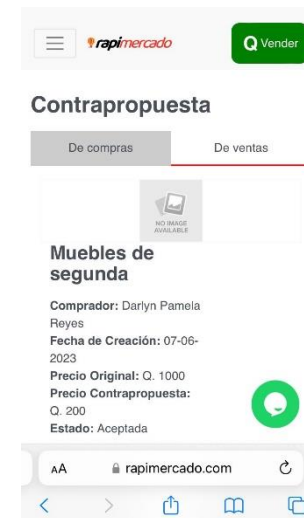 rapimercado
Q Vender
Contrapropuesta
De compras
De ventas
NO IMAGE
AVAILABLE
Muebles de
segunda
Comprador: Darlyn Pamela
Reyes
Fecha de Creación: 07-06-
2023
Precio Original: Q. 1000
Precio Contrapropuesta:
Q. 200
Estado: Aceptada
AA rapimercado.com